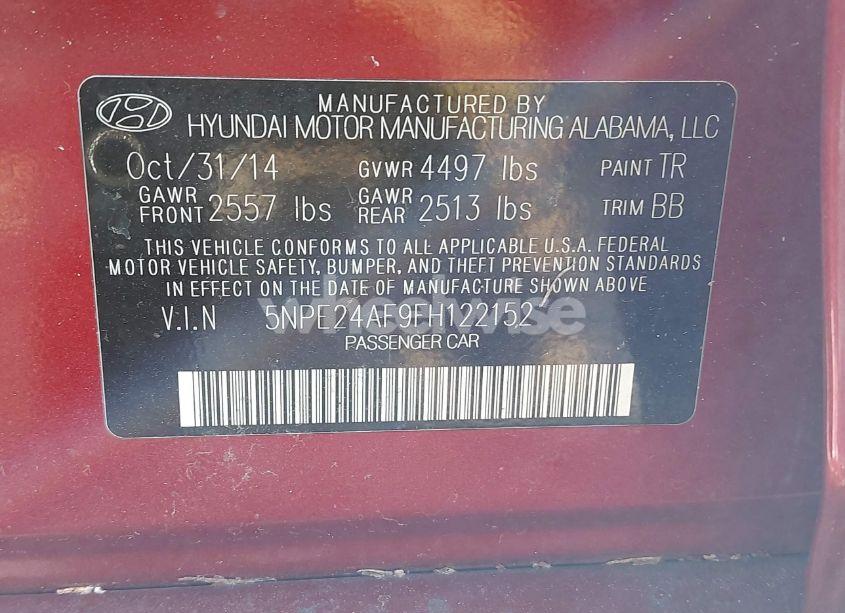 MANUFACTURED BY
HYUNDAI MOTOR MANUFACTURING ALABAMA, LLC
Oct/31/14 GVWR 4497 lbs PAINT TR
GAWR FRONT 2557 lbs GAWR REAR 2513 lbs TRIM BB
THIS VEHICLE CONFORMS TO ALL APPLICABLE U.S.A. FEDERAL
MOTOR VEHICLE SAFETY, BUMPER, AND THEFT PREVENTION STANDARDS
IN EFFECT ON THE DATE OF MANUFACTURE SHOWN ABOVE
V.I.N 5NPE24AF9FH122152
wheelwise
PASSENGER CAR